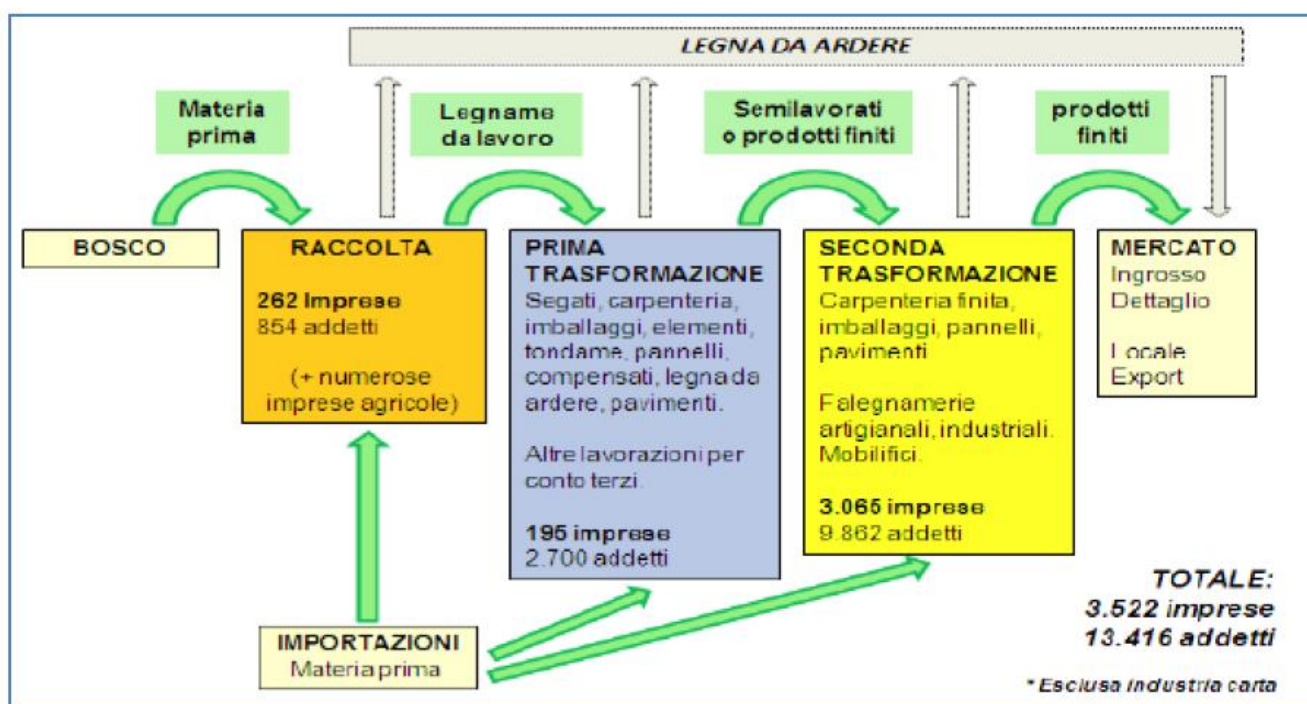 LEGNA DA ARDERE
Materia
prima
Legname
da lavoro
Semilavorati
o prodotti finiti
prodotti
finiti
BOSCO
RACCOLTA
262 Imprese
854 addetti
(+ numerose
imprese agricole)
PRIMA
TRASFORMAZIONE
Segati, carpenteria,
imballaggi, elementi,
tondame, pannelli,
compensati, legna da
ardere, pavimenti.
Altre lavorazioni per
conto terzi.
195 imprese
2.700 addetti
SECONDA
TRASFORMAZIONE
Carpenteria finita,
imballaggi, pannelli,
pavimenti
Falegnamerie
artigianali, industriali.
Mobilifici.
3.065 imprese
9.862 addetti
MERCATO
Ingrosso
Dettaglio
Locale
Export
IMPORTAZIONI
Materia prima
TOTALE:
3.522 imprese
13.416 addetti
* Esclusa industria carta